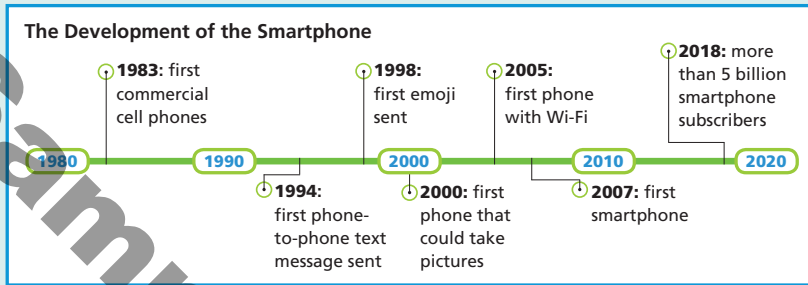 The Development of the Smartphone
1983: first
commercial
cell phones
1998:
first emoji
sent
2005:
first phone
with Wi-Fi
2018: more
than 5 billion
smartphone
subscribers
1980
1990
2000
2010
2020
1994:
first phone-
to-phone text
message sent
2000: first
phone that
could take
pictures
2007: first
smartphone